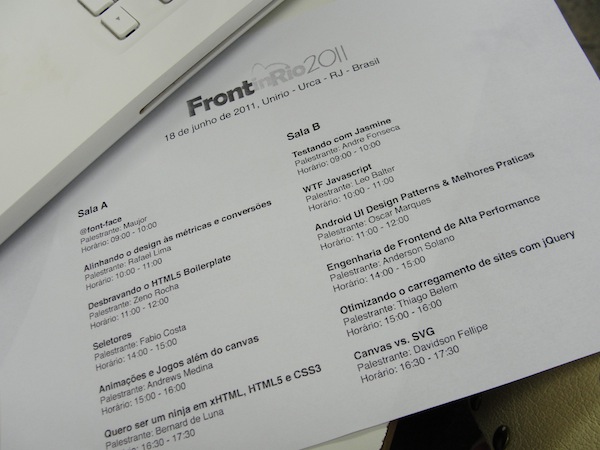 FrontinRio2011
18 de junho de 2011, Unirio - Urca - RJ - Brasil
Sala A
@font-face
Palestrante: Maujor
Horário: 09:00 - 10:00
Alinhando o design às métricas e conversões
Palestrante: Rafael Lima
Horário: 10:00 - 11:00
Desbravando o HTML5 Boilerplate
Palestrante: Zeno Rocha
Horário: 11:00 - 12:00
Seletores
Palestrante: Fabio Costa
Horário: 14:00 - 15:00
Animações e Jogos além do canvas
Palestrante: Andrews Medina
Horário: 15:00 - 16:00
Quero ser um ninja em xHTML, HTML5 e CSS3
Palestrante: Bernard de Luna
Horário: 16:30 - 17:30
Sala B
Testando com Jasmine
Palestrante: Andre Fonseca
Horário: 09:00 - 10:00
WTF Javascript
Palestrante: Leo Balter
Horário: 10:00 - 11:00
Android UI Design Patterns & Melhores Praticas
Palestrante: Oscar Marques
Horário: 11:00 - 12:00
Engenharia de Frontend de Alta Performance
Palestrante: Anderson Solano
Horário: 14:00 - 15:00
Otimizando o carregamento de sites com jQuery
Palestrante: Thiago Belem
Horário: 15:00 - 16:00
Canvas vs. SVG
Palestrante: Davidson Fellipe
Horário: 16:30 - 17:30